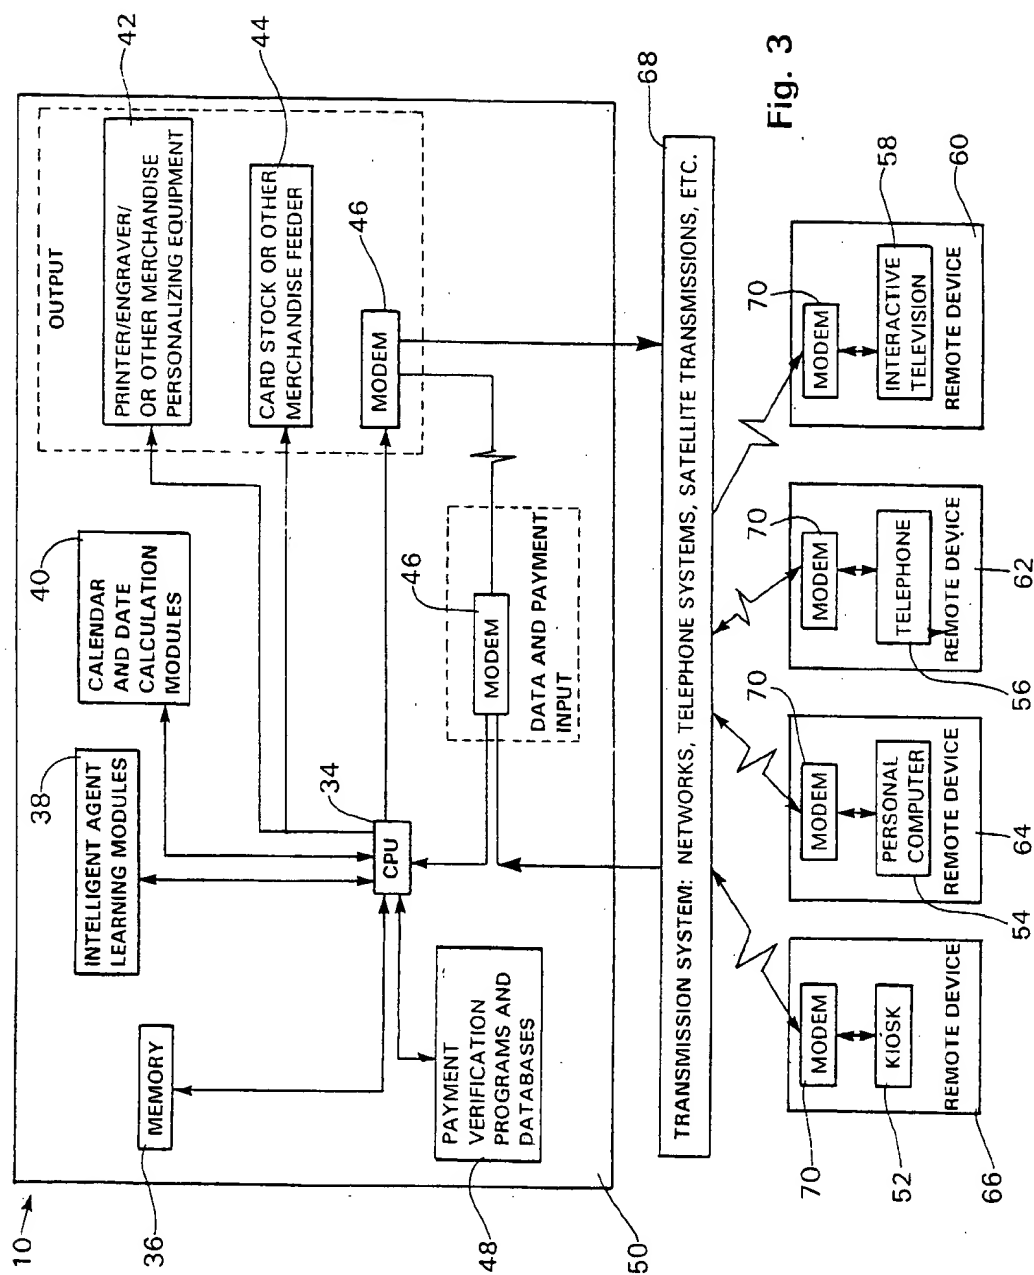 10
36
MEMORY
38
INTELLIGENT AGENT
LEARNING MODULES
40
CALENDAR
AND DATE
CALCULATION
MODULES
OUTPUT
42
PRINTER/ENGRAVER/
OR OTHER MERCHANDISE
PERSONALIZING EQUIPMENT
44
CARD STOCK OR OTHER
MERCHANDISE FEEDER
46
MODEM
34
CPU
48
PAYMENT
VERIFICATION
PROGRAMS AND
DATABASES
46
MODEM
DATA AND PAYMENT
INPUT
50
68
TRANSMISSION SYSTEM: NETWORKS, TELEPHONE SYSTEMS, SATELLITE TRANSMISSIONS, ETC.
Fig. 3
70
MODEM
52
KIOSK
REMOTE DEVICE
66
70
MODEM
54
PERSONAL
COMPUTER
REMOTE DEVICE
64
70
MODEM
56
TELEPHONE
REMOTE DEVICE
62
70
MODEM
58
INTERACTIVE
TELEVISION
REMOTE DEVICE
60